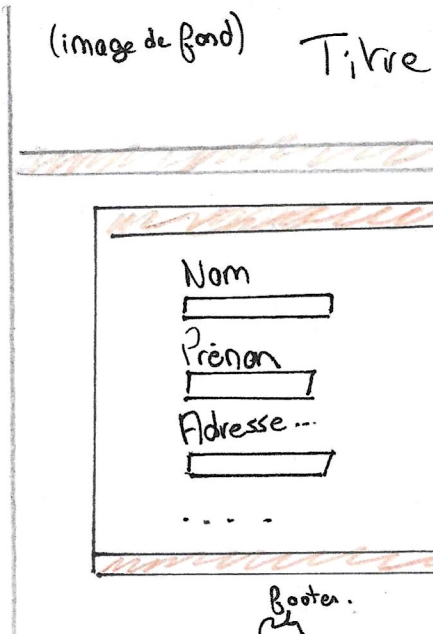 (image de fond) Titre
Nom
Prénom
Adresse...
. . . .
footer.